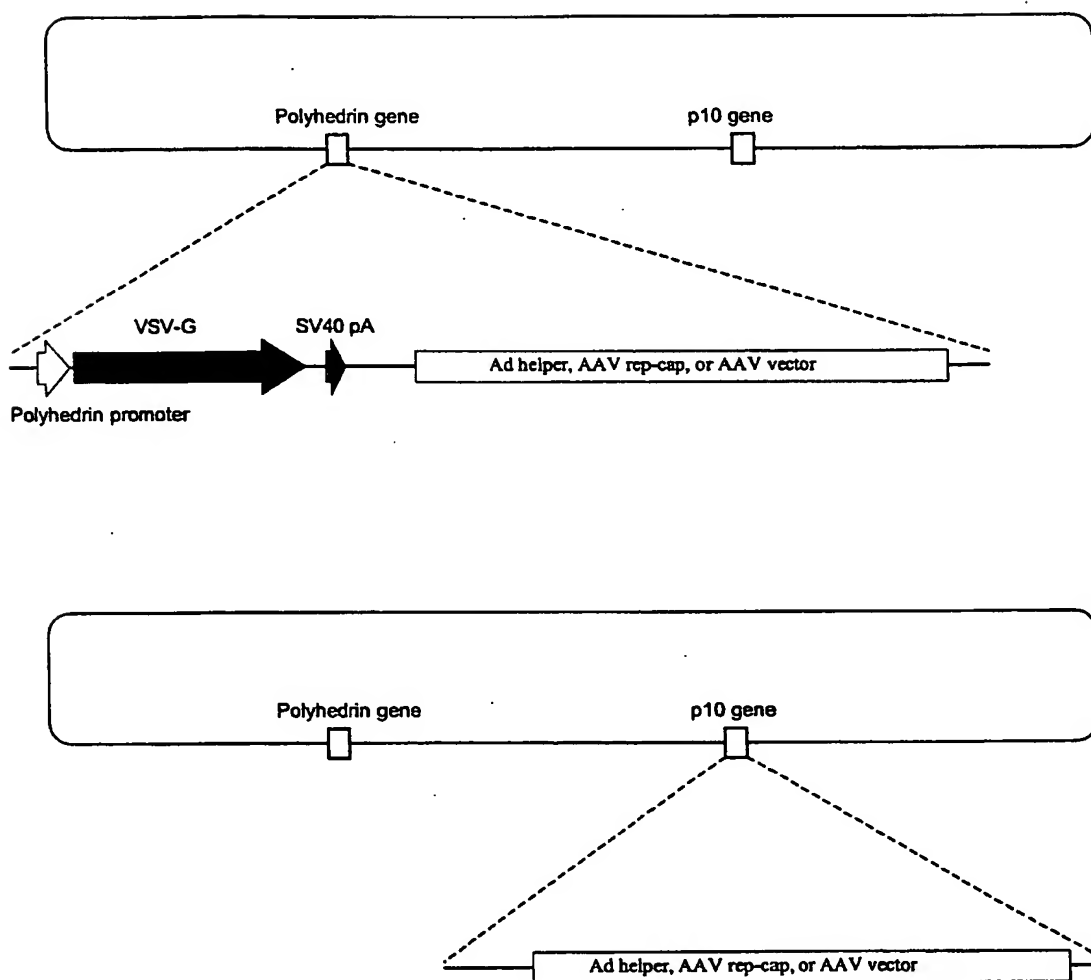 Polyhedrin gene
p10 gene
VSV-G
SV40 pA
Ad helper, AAV rep-cap, or AAV vector
Polyhedrin promoter
Polyhedrin gene
p10 gene
Ad helper, AAV rep-cap, or AAV vector